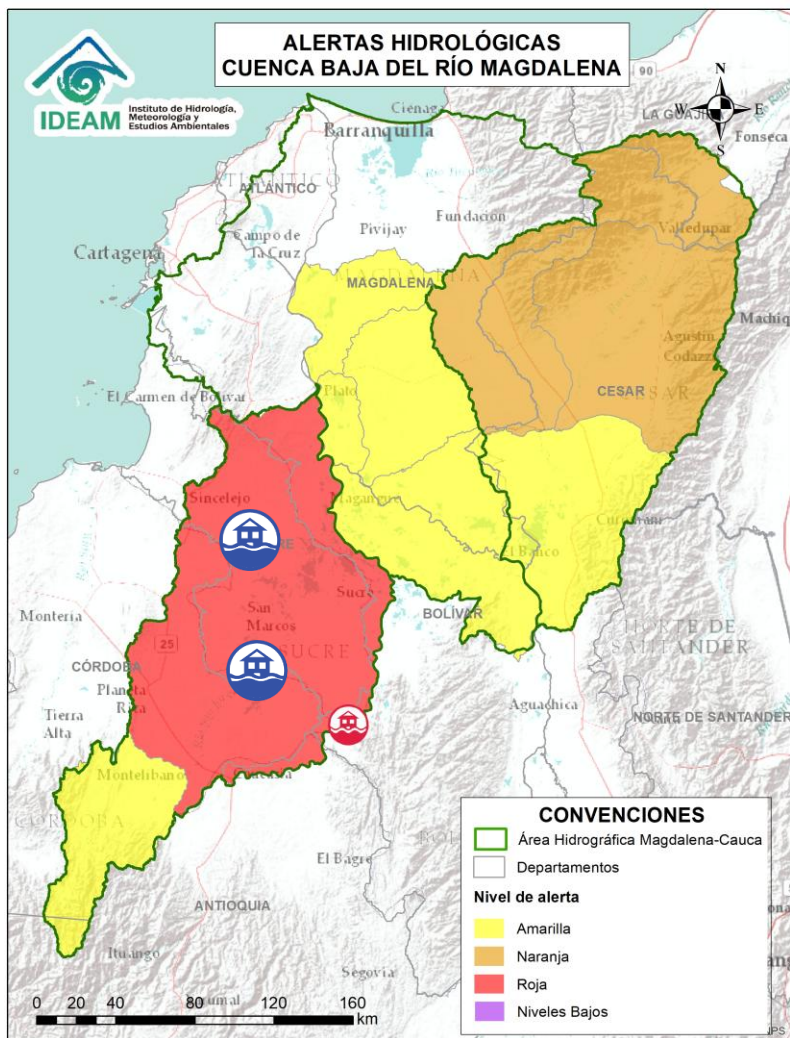 ALERTAS HIDROLÓGICAS
CUENCA BAJA DEL RÍO MAGDALENA
IDEAM
Instituto de Hidrología,
Meteorología y
Estudios Ambientales
N
W
E
S
90
Ciénaga
LA GUAJIRA
Fonseca
Barranquilla
ATLÁNTICO
Pivijay
Fundación
Valledupar
Cartagena
Campo de
la Cruz
MAGDALENA
Machiq
Agustín
Codazzi
CESAR
Plato
El Carmen de Bolívar
Sincelejo
Magangué
Curumaní
El Banco
Sucre
BOLÍVAR
San
Marcos
SUCRE
Montería
25
CÓRDOBA
Planeta
Rica
Tierra
Alta
NORTE DE
SANTANDER
Aguachica
NORTE DE SANTANDER
Montelíbano
CÓRDOBA
El Bagre
ANTIOQUIA
Ituango
Segovia
CONVENCIONES
Área Hidrográfica Magdalena-Cauca
Departamentos
Nivel de alerta
Amarilla
Naranja
Roja
Niveles Bajos
0 20 40 80 120 160
km